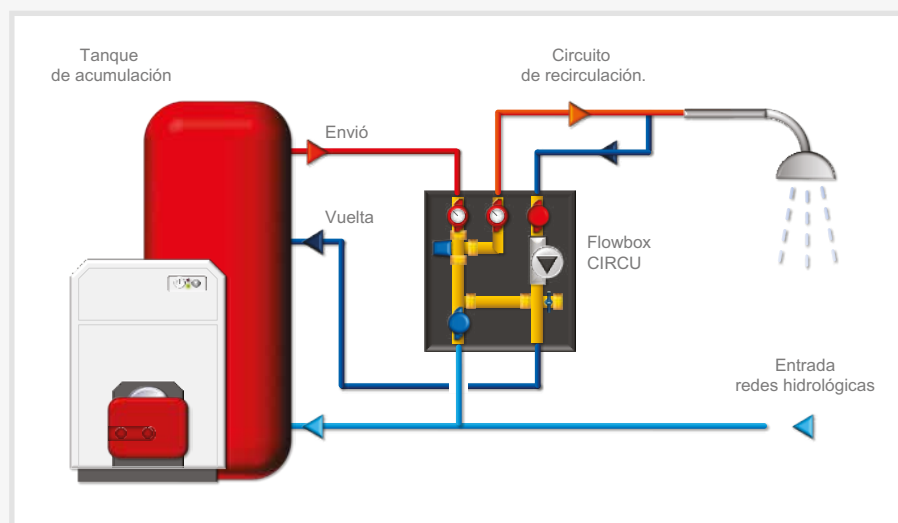 Tanque
de acumulación
Circuito
de recirculación.
Envió
Vuelta
Flowbox
CIRCU
Entrada
redes hidrológicas